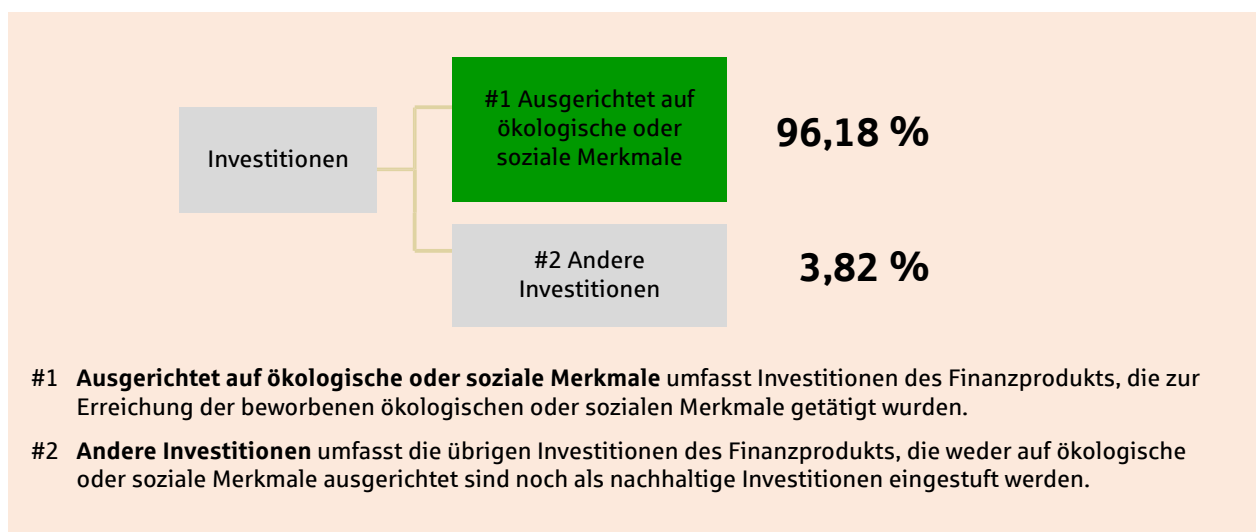 Investitionen
#1 Ausgerichtet auf
ökologische oder
soziale Merkmale
96,18 %
#2 Andere
Investitionen
3,82 %
#1 Ausgerichtet auf ökologische oder soziale Merkmale umfasst Investitionen des Finanzprodukts, die zur
Erreichung der beworbenen ökologischen oder sozialen Merkmale getätigt wurden.
#2 Andere Investitionen umfasst die übrigen Investitionen des Finanzprodukts, die weder auf ökologische
oder soziale Merkmale ausgerichtet sind noch als nachhaltige Investitionen eingestuft werden.